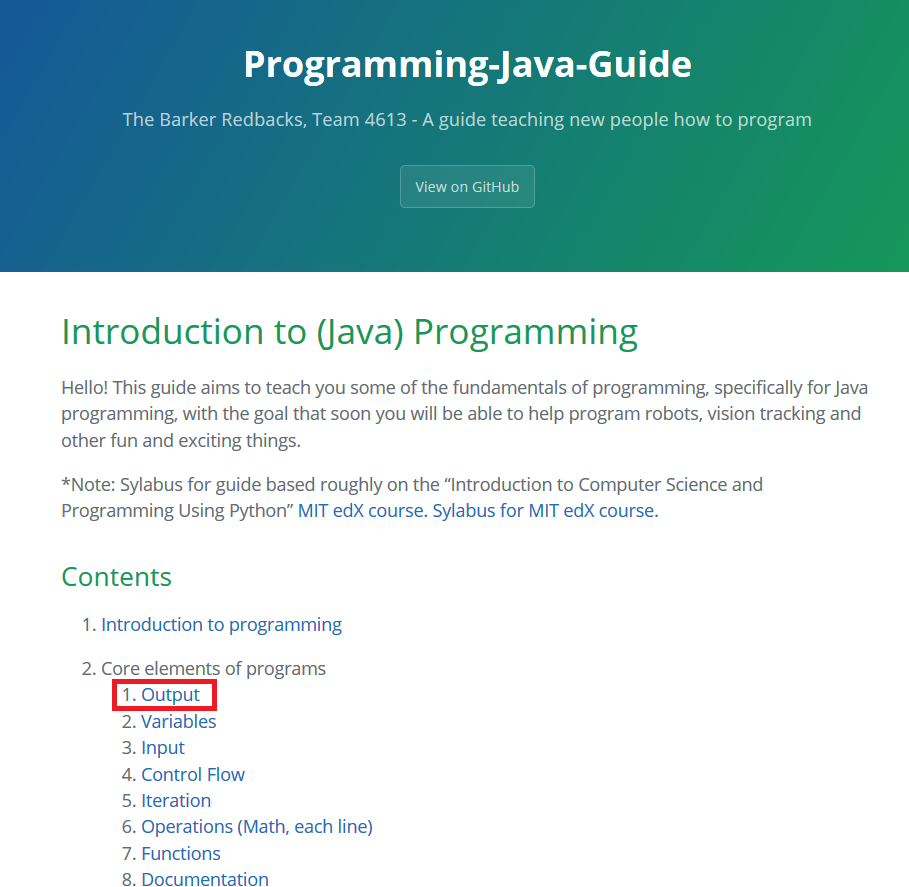 Programming-Java-Guide
The Barker Redbacks, Team 4613 - A guide teaching new people how to program
View on GitHub
Introduction to (Java) Programming
Hello! This guide aims to teach you some of the fundamentals of programming, specifically for Java
programming, with the goal that soon you will be able to help program robots, vision tracking and
other fun and exciting things.
*Note: Sylabus for guide based roughly on the “Introduction to Computer Science and
Programming Using Python” MIT edX course. Sylabus for MIT edX course.
Contents
1. Introduction to programming
2. Core elements of programs
1. Output
2. Variables
3. Input
4. Control Flow
5. Iteration
6. Operations (Math, each line)
7. Functions
8. Documentation